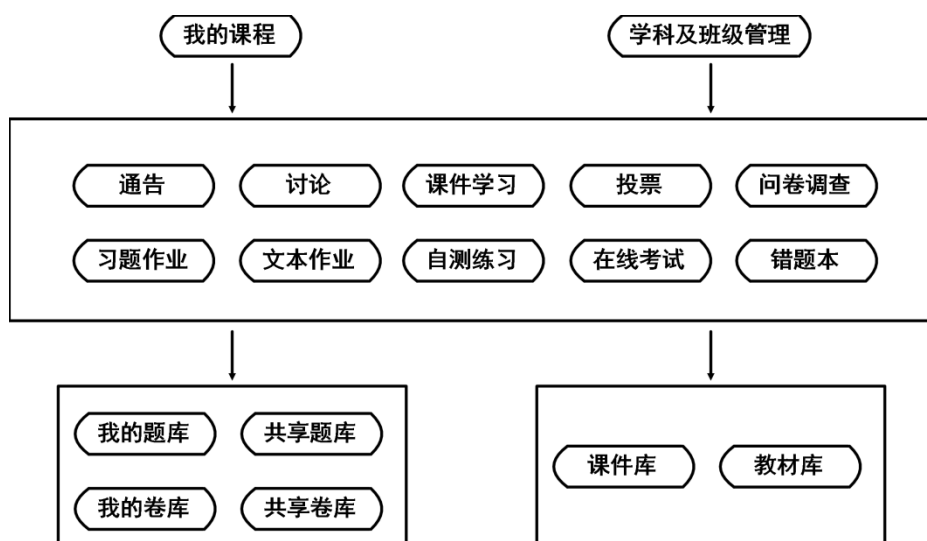 我的课程
学科及班级管理
通告
讨论
课件学习
投票
问卷调查
习题作业
文本作业
自测练习
在线考试
错题本
我的题库
共享题库
我的卷库
共享卷库
课件库
教材库